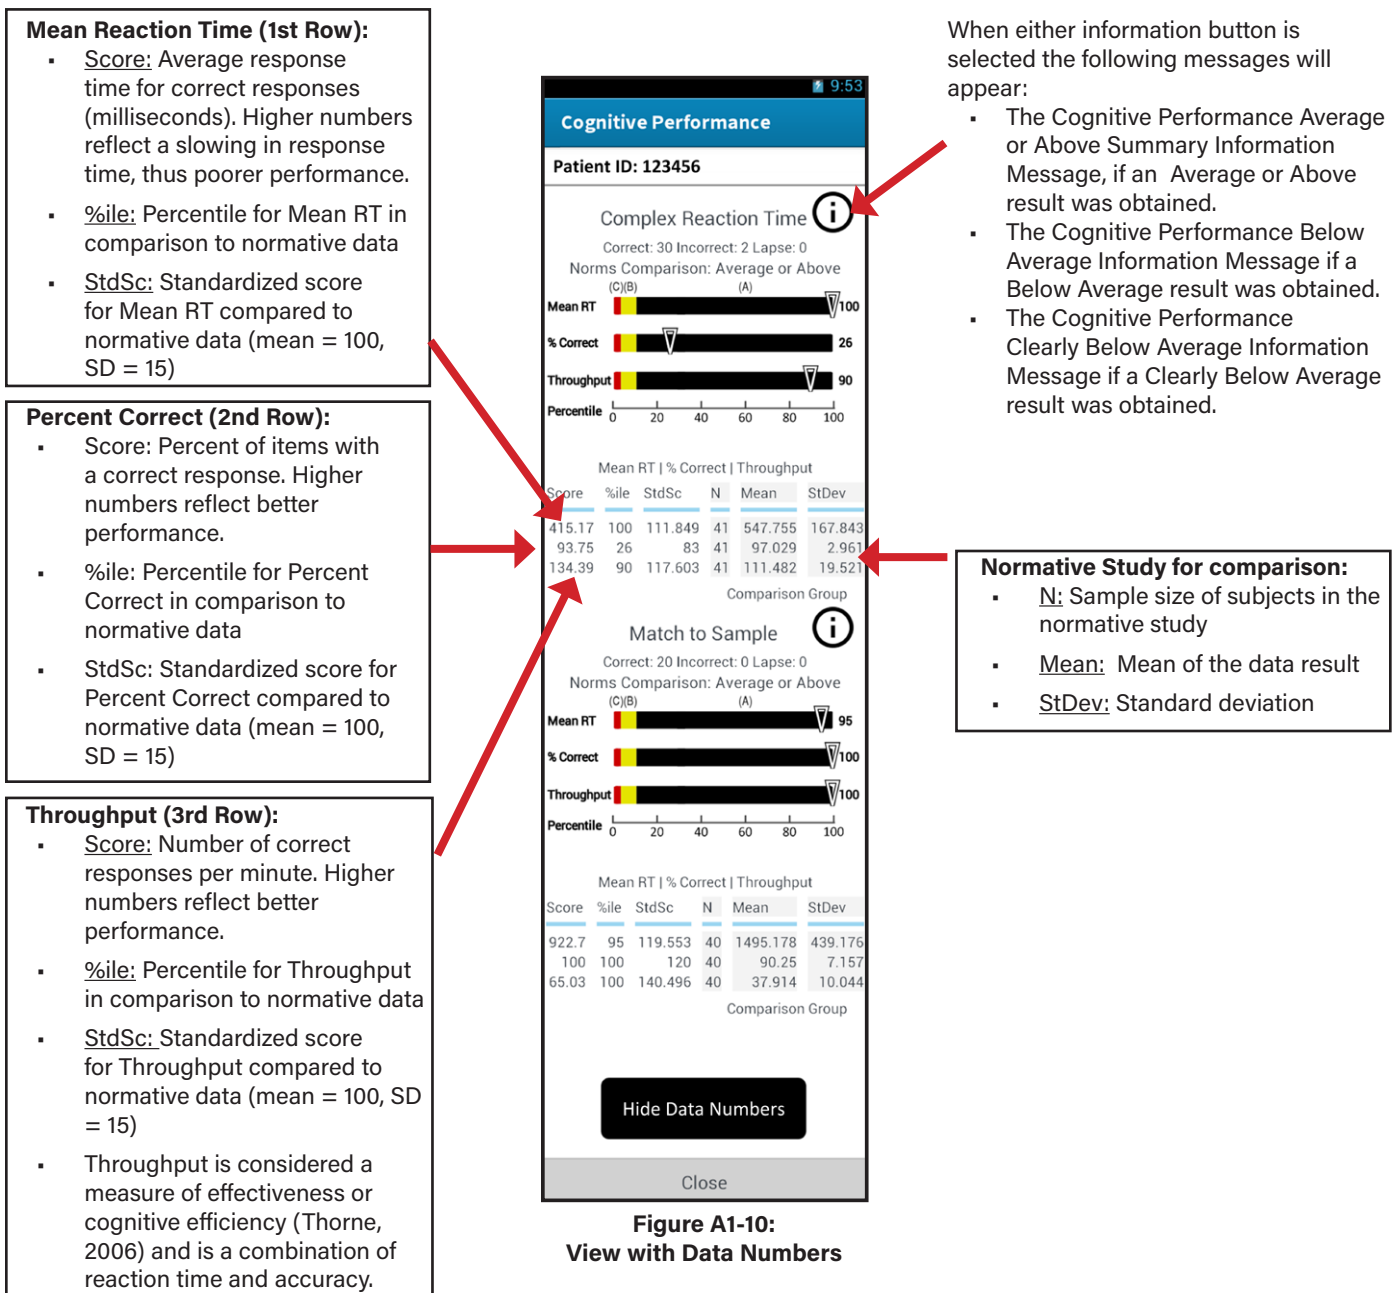 Mean Reaction Time (1st Row):
▪ Score: Average response
time for correct responses
(milliseconds). Higher numbers
reflect a slowing in response
time, thus poorer performance.
▪ %ile: Percentile for Mean RT in
comparison to normative data
▪ StdSc: Standardized score
for Mean RT compared to
normative data (mean = 100,
SD = 15)
Percent Correct (2nd Row):
▪ Score: Percent of items with
a correct response. Higher
numbers reflect better
performance.
▪ %ile: Percentile for Percent
Correct in comparison to
normative data
▪ StdSc: Standardized score for
Percent Correct compared to
normative data (mean = 100,
SD = 15)
Throughput (3rd Row):
▪ Score: Number of correct
responses per minute. Higher
numbers reflect better
performance.
▪ %ile: Percentile for Throughput
in comparison to normative data
▪ StdSc: Standardized score
for Throughput compared to
normative data (mean = 100, SD
= 15)
▪ Throughput is considered a
measure of effectiveness or
cognitive efficiency (Thorne,
2006) and is a combination of
reaction time and accuracy.
9:53
Cognitive Performance
Patient ID: 123456
Complex Reaction Time i
Correct: 30 Incorrect: 2 Lapse: 0
Norms Comparison: Average or Above
(C)(B) (A)
Mean RT 100
% Correct 26
Throughput 90
Percentile 0 20 40 60 80 100
Mean RT | % Correct | Throughput
Score %ile StdSc N Mean StDev
415.17 100 111.849 41 547.755 167.843
93.75 26 83 41 97.029 2.961
134.39 90 117.603 41 111.482 19.521
Comparison Group
Match to Sample i
Correct: 20 Incorrect: 0 Lapse: 0
Norms Comparison: Average or Above
(C)(B) (A)
Mean RT 95
% Correct 100
Throughput 100
Percentile 0 20 40 60 80 100
Mean RT | % Correct | Throughput
Score %ile StdSc N Mean StDev
922.7 95 119.553 40 1495.178 439.176
100 100 120 40 90.25 7.157
65.03 100 140.496 40 37.914 10.044
Comparison Group
Hide Data Numbers
Close
Figure A1-10:
View with Data Numbers
When either information button is
selected the following messages will
appear:
▪ The Cognitive Performance Average
or Above Summary Information
Message, if an Average or Above
result was obtained.
▪ The Cognitive Performance Below
Average Information Message if a
Below Average result was obtained.
▪ The Cognitive Performance
Clearly Below Average Information
Message if a Clearly Below Average
result was obtained.
Normative Study for comparison:
▪ N: Sample size of subjects in the
normative study
▪ Mean: Mean of the data result
▪ StDev: Standard deviation